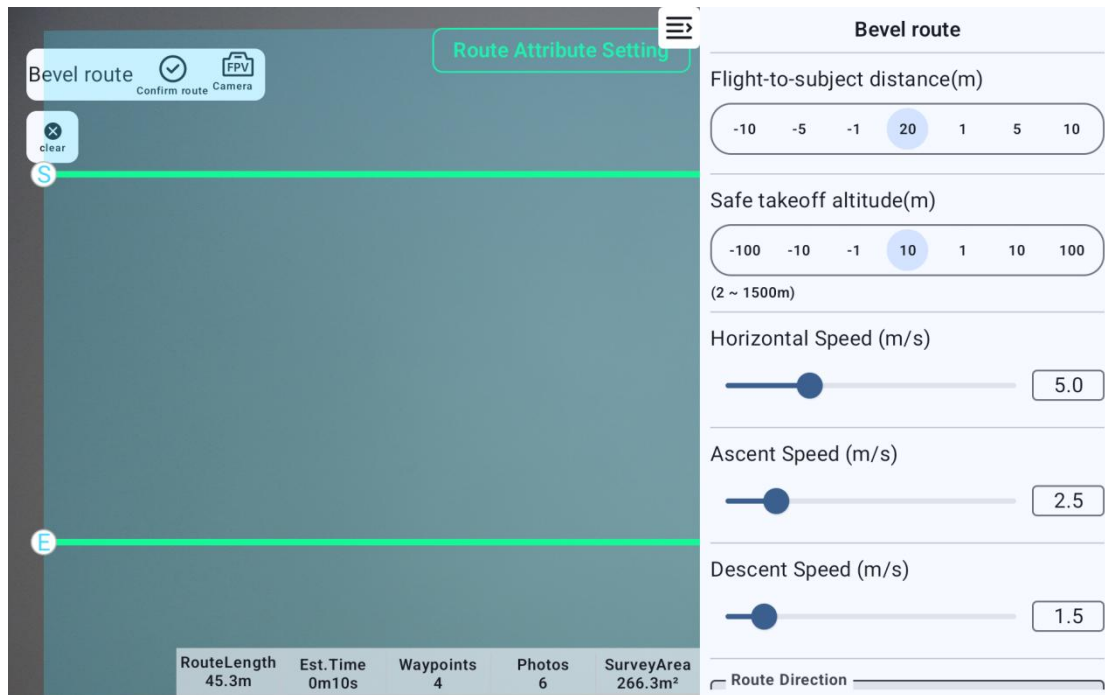 Route Attribute Setting
Bevel route
Confirm route
FPV
Camera
clear
S
E
RouteLength Est.Time Waypoints Photos SurveyArea
45.3m 0m10s 4 6 266.3m²
Bevel route
Flight-to-subject distance(m)
-10 -5 -1 20 1 5 10
Safe takeoff altitude(m)
-100 -10 -1 10 1 10 100
(2 ~ 1500m)
Horizontal Speed (m/s)
5.0
Ascent Speed (m/s)
2.5
Descent Speed (m/s)
1.5
Route Direction